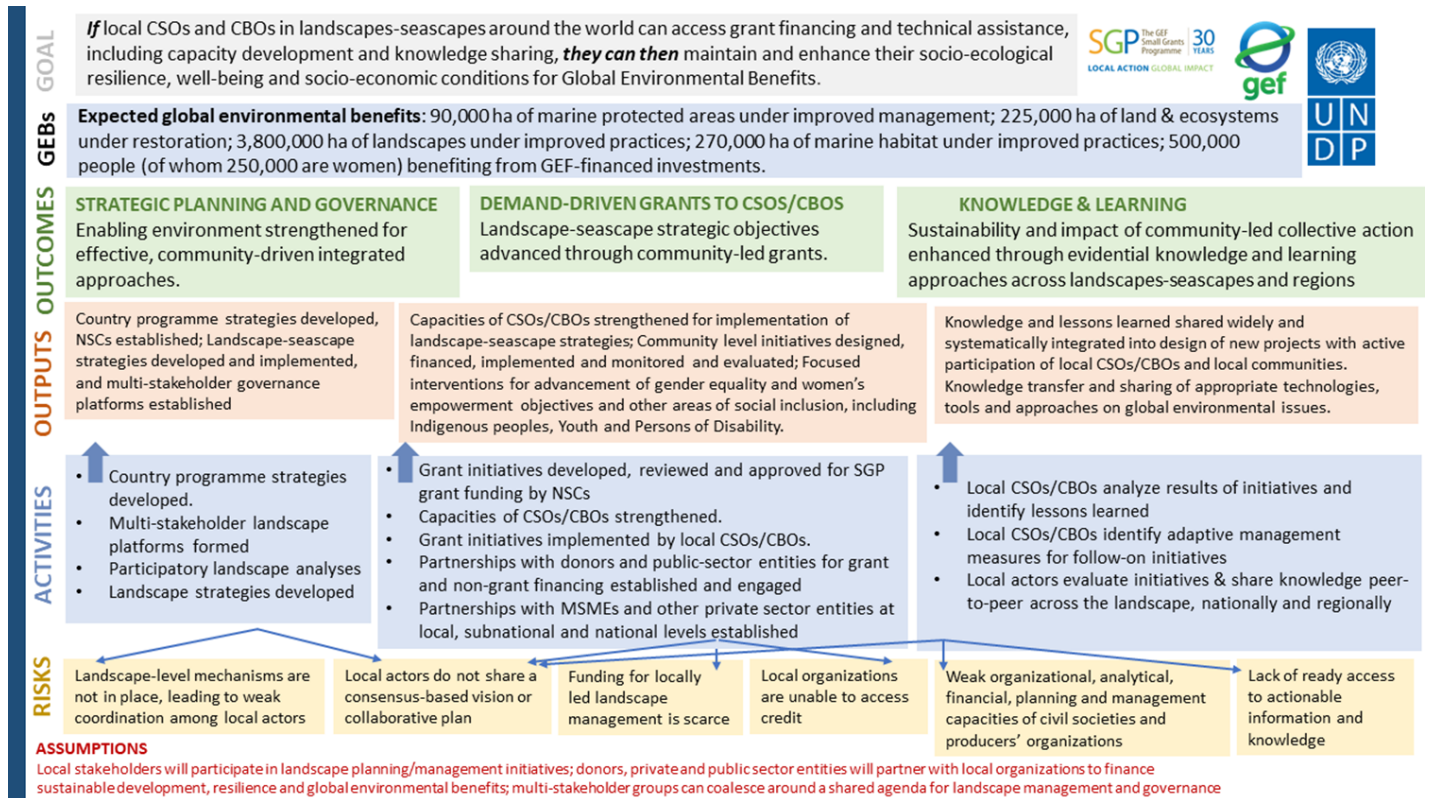 GOAL
If local CSOs and CBOs in landscapes-seascapes around the world can access grant financing and technical assistance,
including capacity development and knowledge sharing, they can then maintain and enhance their socio-ecological
resilience, well-being and socio-economic conditions for Global Environmental Benefits.
SGP The GEF Small Grants Programme 30 YEARS
LOCAL ACTION GLOBAL IMPACT
gef
U N
D P
GEBs
Expected global environmental benefits: 90,000 ha of marine protected areas under improved management; 225,000 ha of land & ecosystems
under restoration; 3,800,000 ha of landscapes under improved practices; 270,000 ha of marine habitat under improved practices; 500,000
people (of whom 250,000 are women) benefiting from GEF-financed investments.
OUTCOMES
STRATEGIC PLANNING AND GOVERNANCE
Enabling environment strengthened for
effective, community-driven integrated
approaches.
DEMAND-DRIVEN GRANTS TO CSOS/CBOS
Landscape-seascape strategic objectives
advanced through community-led grants.
KNOWLEDGE & LEARNING
Sustainability and impact of community-led collective action
enhanced through evidential knowledge and learning
approaches across landscapes-seascapes and regions
OUTPUTS
Country programme strategies developed,
NSCs established; Landscape-seascape
strategies developed and implemented,
and multi-stakeholder governance
platforms established
Capacities of CSOs/CBOs strengthened for implementation of
landscape-seascape strategies; Community level initiatives designed,
financed, implemented and monitored and evaluated; Focused
interventions for advancement of gender equality and women's
empowerment objectives and other areas of social inclusion, including
Indigenous peoples, Youth and Persons of Disability.
Knowledge and lessons learned shared widely and
systematically integrated into design of new projects with active
participation of local CSOs/CBOs and local communities.
Knowledge transfer and sharing of appropriate technologies,
tools and approaches on global environmental issues.
ACTIVITIES
• Country programme strategies
developed.
• Multi-stakeholder landscape
platforms formed
• Participatory landscape analyses
• Landscape strategies developed
• Grant initiatives developed, reviewed and approved for SGP
grant funding by NSCs
• Capacities of CSOs/CBOs strengthened.
• Grant initiatives implemented by local CSOs/CBOs.
• Partnerships with donors and public-sector entities for grant
and non-grant financing established and engaged
• Partnerships with MSMEs and other private sector entities at
local, subnational and national levels established
• Local CSOs/CBOs analyze results of initiatives and
identify lessons learned
• Local CSOs/CBOs identify adaptive management
measures for follow-on initiatives
• Local actors evaluate initiatives & share knowledge peer-
to-peer across the landscape, nationally and regionally
RISKS
Landscape-level mechanisms are
not in place, leading to weak
coordination among local actors
Local actors do not share a
consensus-based vision or
collaborative plan
Funding for locally
led landscape
management is scarce
Local organizations
are unable to access
credit
Weak organizational, analytical,
financial, planning and management
capacities of civil societies and
producers' organizations
Lack of ready access
to actionable
information and
knowledge
ASSUMPTIONS
Local stakeholders will participate in landscape planning/management initiatives; donors, private and public sector entities will partner with local organizations to finance
sustainable development, resilience and global environmental benefits; multi-stakeholder groups can coalesce around a shared agenda for landscape management and governance